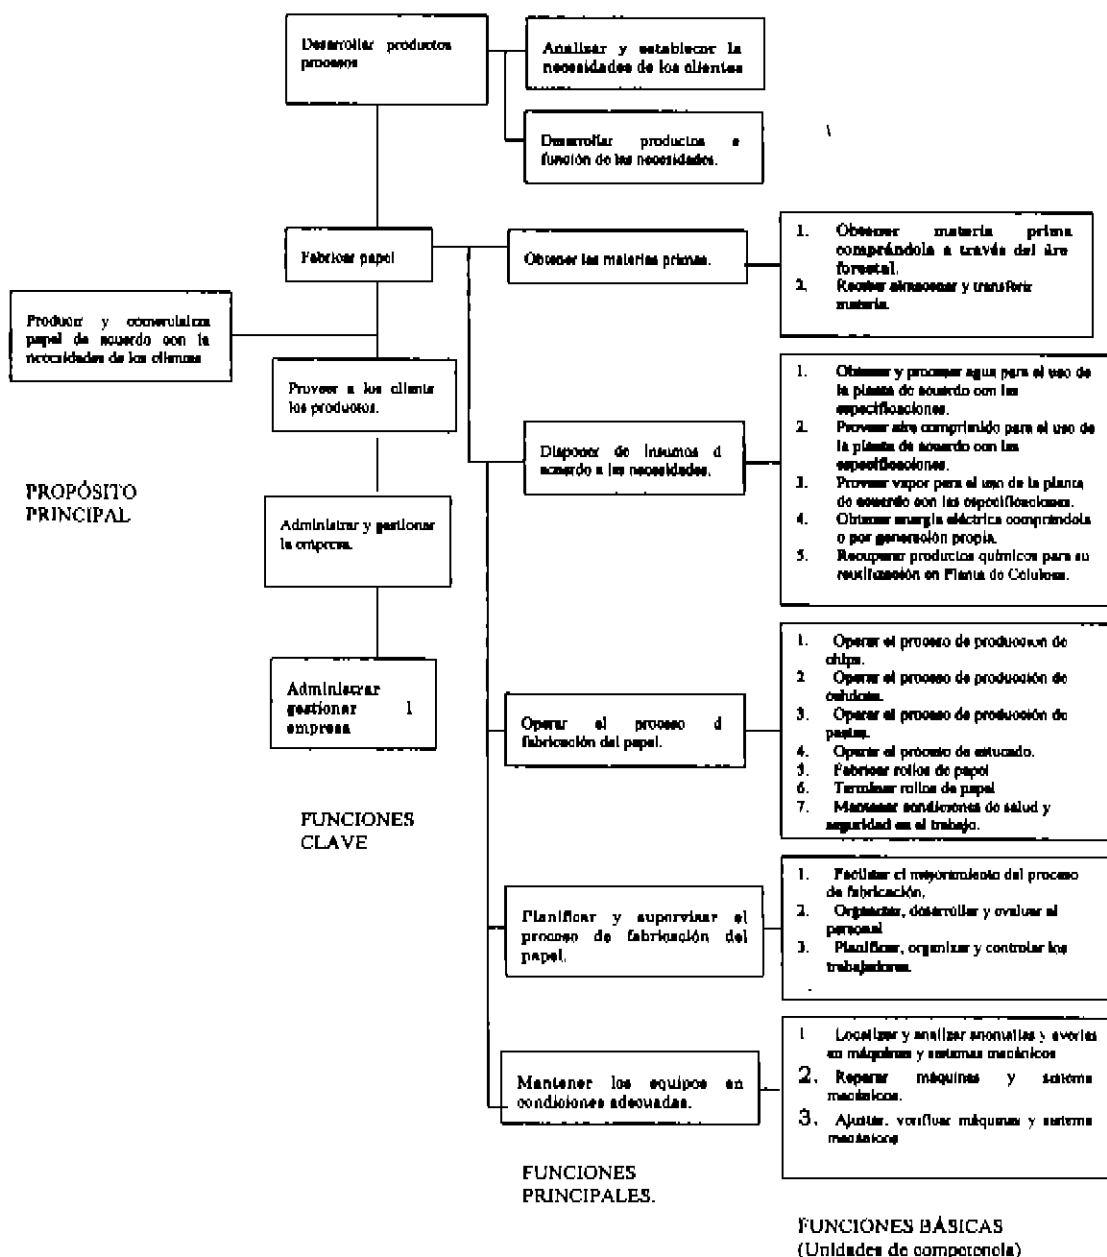 Desarrollar productos
procesos
Analizar y establecer la
necesidades de los clientes
Desarrollar productos e
función de las necesidades.
Fabricar papel
Obtener las materias primas.
1. Obtener materia prima
comprándola a través del áre
forestal.
2. Recibir almacenar y transferir
materia.
Producir y comercializa
papel de acuerdo con la
necesidades de los clientes
Proveer a los cliente
los productos.
Disponer de insumos d
acuerdo a las necesidades.
1. Obtener y procesar agua para el uso de
la planta de acuerdo con las
especificaciones.
2. Proveer aire comprimido para el uso de
la planta de acuerdo con las
especificaciones.
3. Proveer vapor para el uso de la planta
de acuerdo con las especificaciones.
4. Obtener energía eléctrica comprándola
o por generación propia.
5. Recuperar productos químicos para su
reutilización en Planta de Celulosa.
PROPÓSITO
PRINCIPAL
Administrar y gestionar
la empresa.
Administrar
gestionar l
empresa
Operar el proceso d
fabricación del papel.
1. Operar el proceso de produccion de
chips.
2 Operar el proceso de producción de
celulosa.
3. Operar el proceso de producción de
pastas.
4. Operar el proceso de estucado.
5. Fabricar rollos de papel
6. Terminar rollos de papel
7. Mantener condiciones de salud y
seguridad en el trabajo.
FUNCIONES
CLAVE
Planificar y supervisar el
proceso de fabricación del
papel.
1. Facilitar el mejoramiento del proceso
de fabricación.
2. Organizar, desarrollar y evaluar al
personal
3. Planificar, organizar y controlar los
trabajadores.
Mantener los equipos en
condiciones adecuadas.
1 Localizar y analizar anomalías y averías
en máquinas y sistemas mecánicos
2. Reparar máquinas y sistema
mecánicos.
3. Ajustar, verificar máquinas y sistema
mecánicos
FUNCIONES
PRINCIPALES.
FUNCIONES BÁSICAS
(Unidades de competencia)